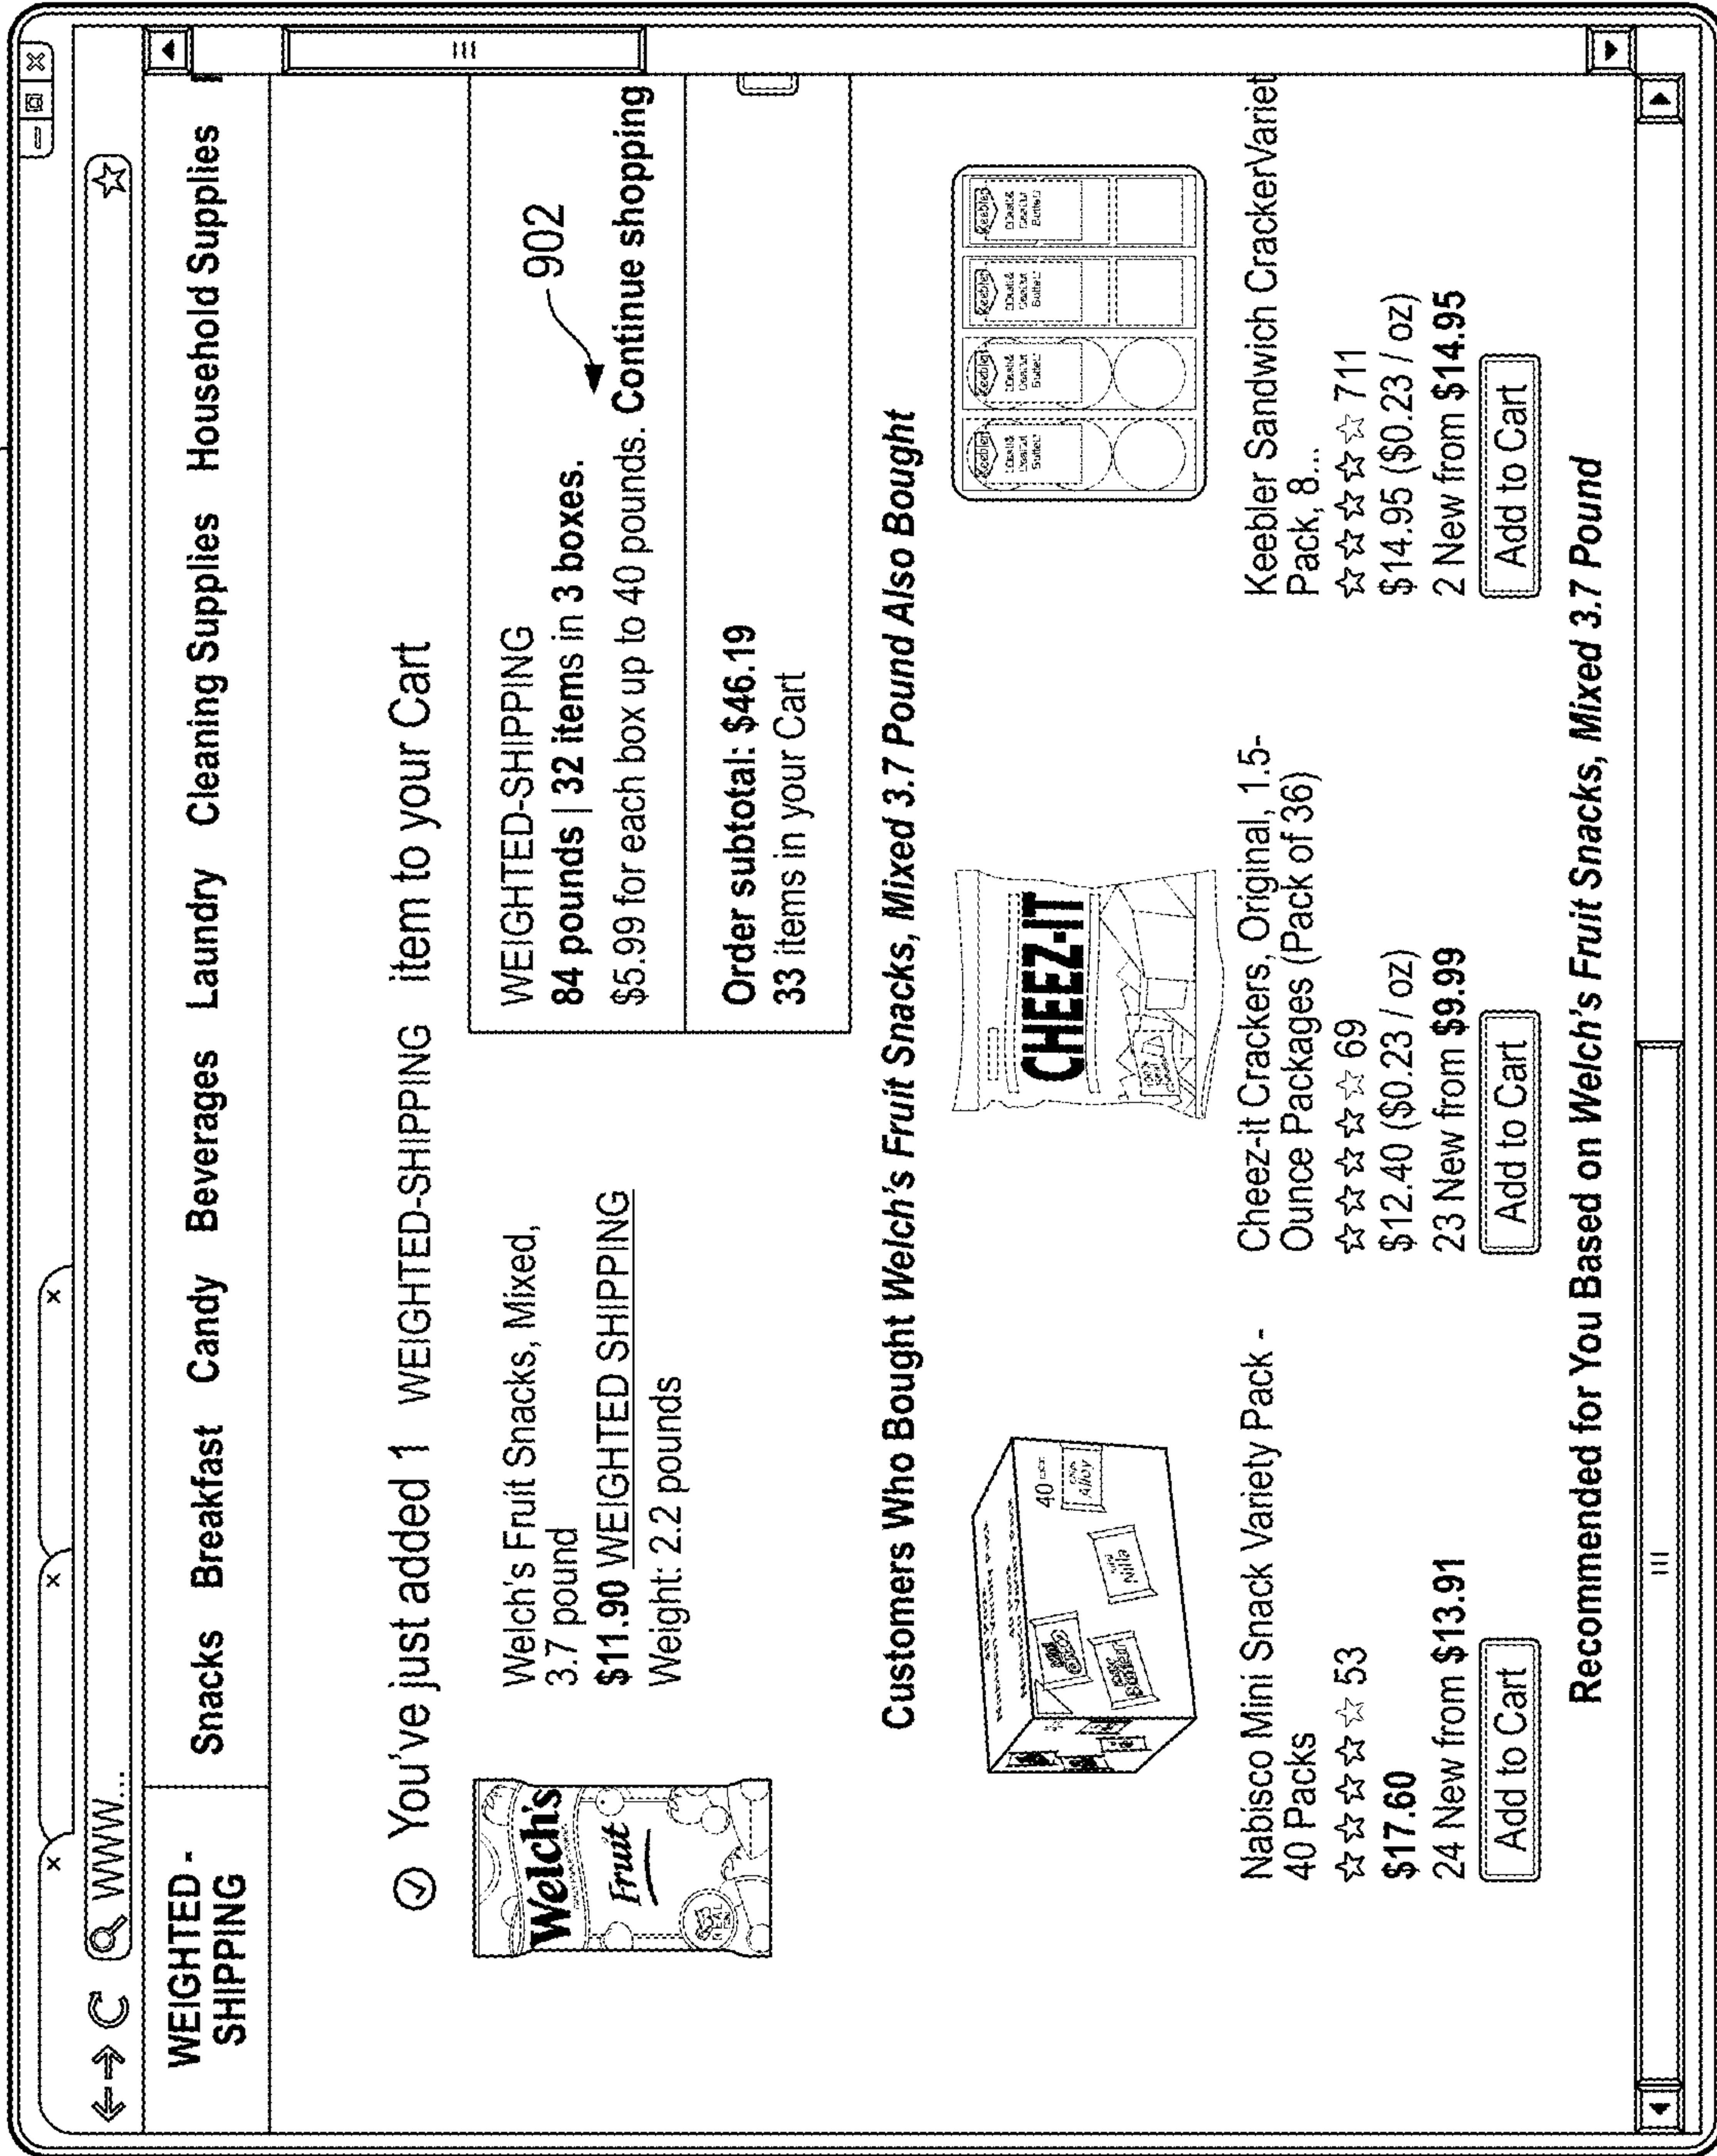 WWW...
WEIGHTED -
SHIPPING
Snacks Breakfast Candy Beverages Laundry Cleaning Supplies Household Supplies
You've just added 1 WEIGHTED-SHIPPING item to your Cart
Welch's
Fruit
Welch's Fruit Snacks, Mixed,
3.7 pound
$11.90 WEIGHTED SHIPPING
Weight: 2.2 pounds
WEIGHTED-SHIPPING
84 pounds | 32 items in 3 boxes.
$5.99 for each box up to 40 pounds. Continue shopping
902
Order subtotal: $46.19
33 items in your Cart
Customers Who Bought Welch's Fruit Snacks, Mixed 3.7 Pound Also Bought
40
Nilla
Nabisco Mini Snack Variety Pack -
40 Packs
53
$17.60
24 New from $13.91
Add to Cart
CHEEZ-IT
Cheez-it Crackers, Original, 1.5-
Ounce Packages (Pack of 36)
69
$12.40 ($0.23 / oz)
23 New from $9.99
Add to Cart
Keebler
Keebler
Keebler
Keebler
Keebler Sandwich CrackerVariet
Pack, 8...
711
$14.95 ($0.23 / oz)
2 New from $14.95
Add to Cart
Recommended for You Based on Welch's Fruit Snacks, Mixed 3.7 Pound